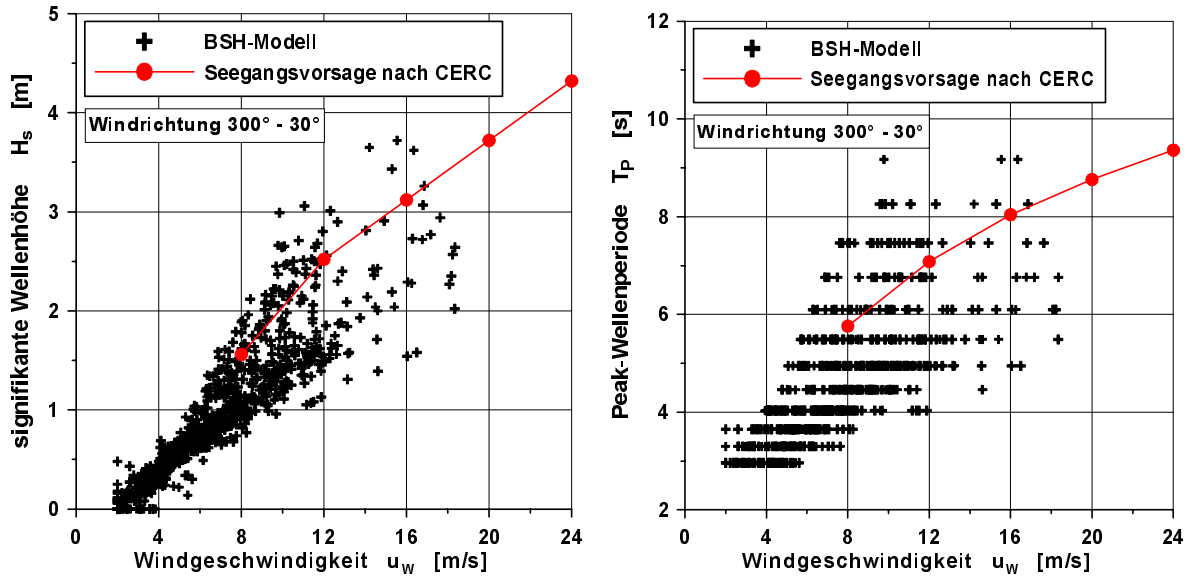 BSH-Modell
Seegangsvorsage nach CERC
Windrichtung 300° - 30°
signifikante Wellenhöhe Hs [m]
5
4
3
2
1
0
0 4 8 12 16 20 24
Windgeschwindigkeit uW [m/s]
BSH-Modell
Seegangsvorsage nach CERC
Windrichtung 300° - 30°
Peak-Wellenperiode TP [s]
12
10
8
6
4
2
0 4 8 12 16 20 24
Windgeschwindigkeit uW [m/s]